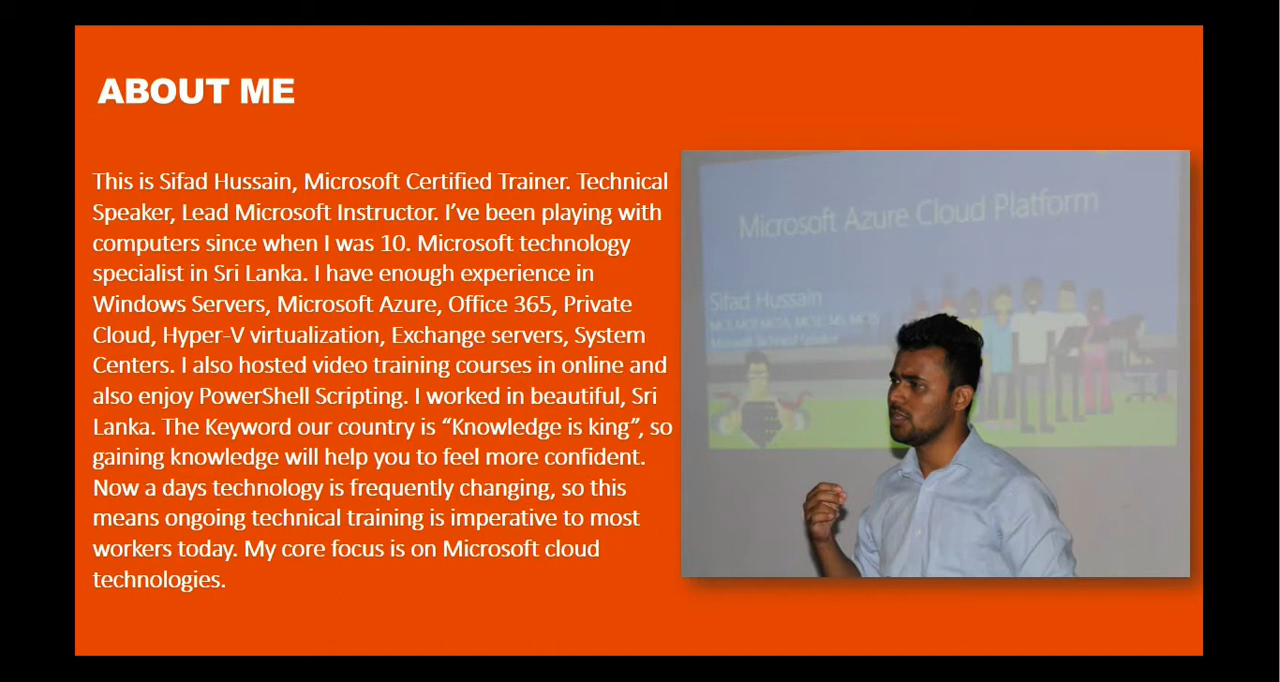 ABOUT ME
This is Sifad Hussain, Microsoft Certified Trainer. Technical
Speaker, Lead Microsoft Instructor. I’ve been playing with
computers since when I was 10. Microsoft technology
specialist in Sri Lanka. I have enough experience in
Windows Servers, Microsoft Azure, Office 365, Private
Cloud, Hyper-V virtualization, Exchange servers, System
Centers. I also hosted video training courses in online and
also enjoy PowerShell Scripting. I worked in beautiful, Sri
Lanka. The Keyword our country is “Knowledge is king”, so
gaining knowledge will help you to feel more confident.
Now a days technology is frequently changing, so this
means ongoing technical training is imperative to most
workers today. My core focus is on Microsoft cloud
technologies.
Microsoft Azure Cloud Platform
Sifad Hussain